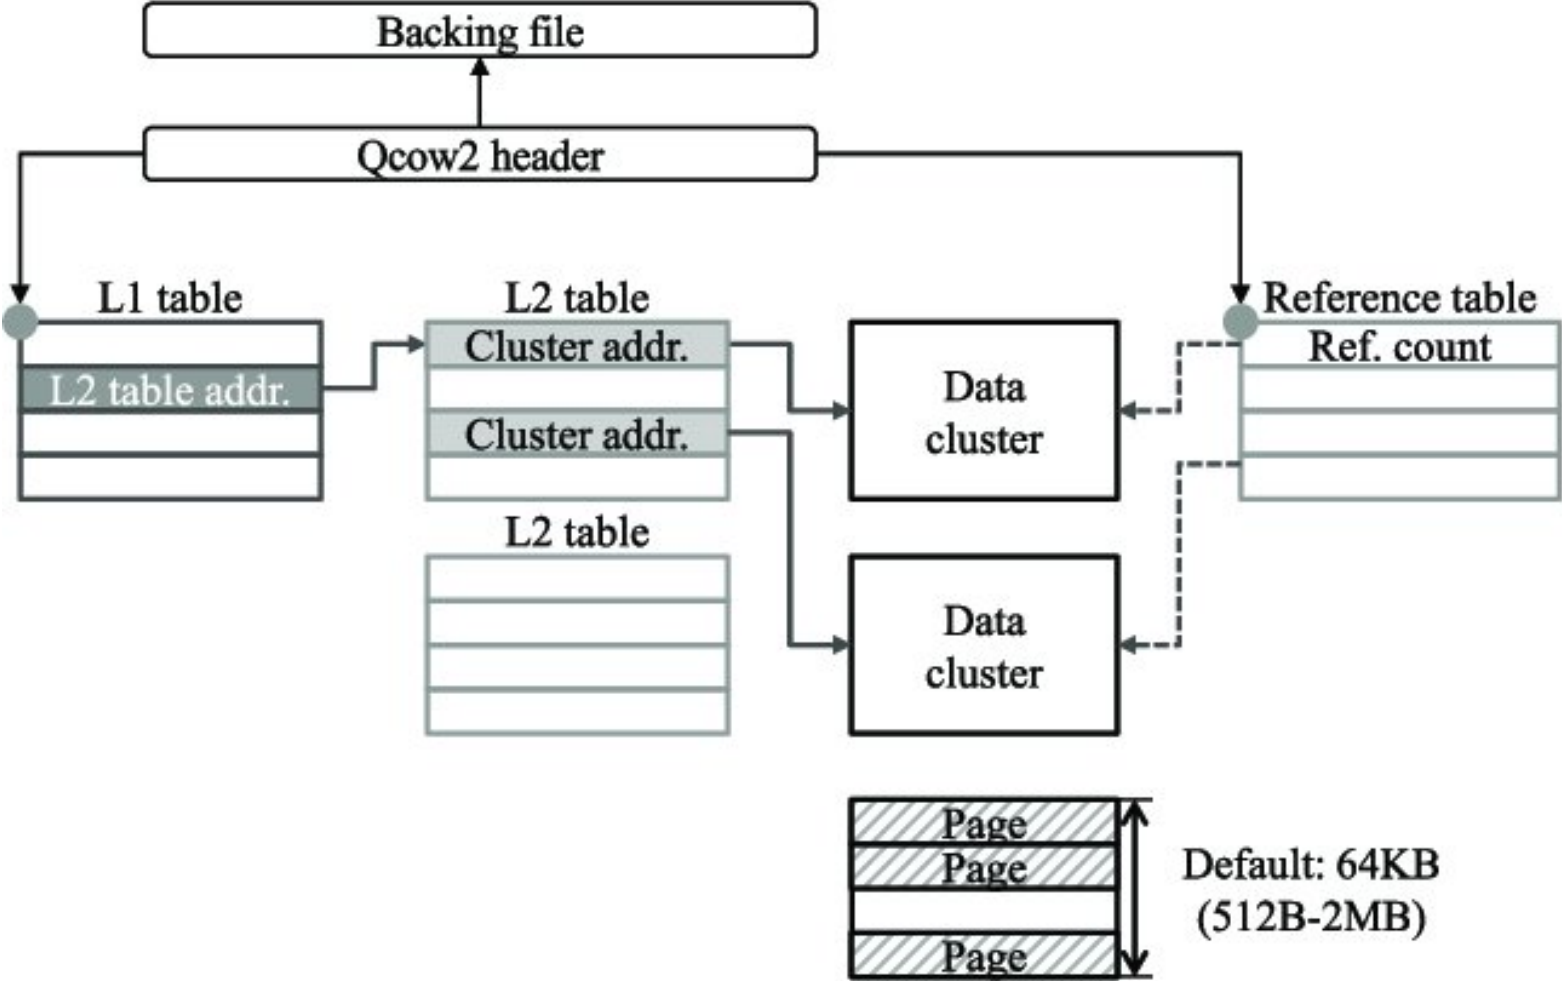 Backing file
Qcow2 header
L1 table
L2 table addr.
L2 table
Cluster addr.
Cluster addr.
L2 table
Data
cluster
Data
cluster
Reference table
Ref. count
Page
Page
Page
Default: 64KB
(512B-2MB)